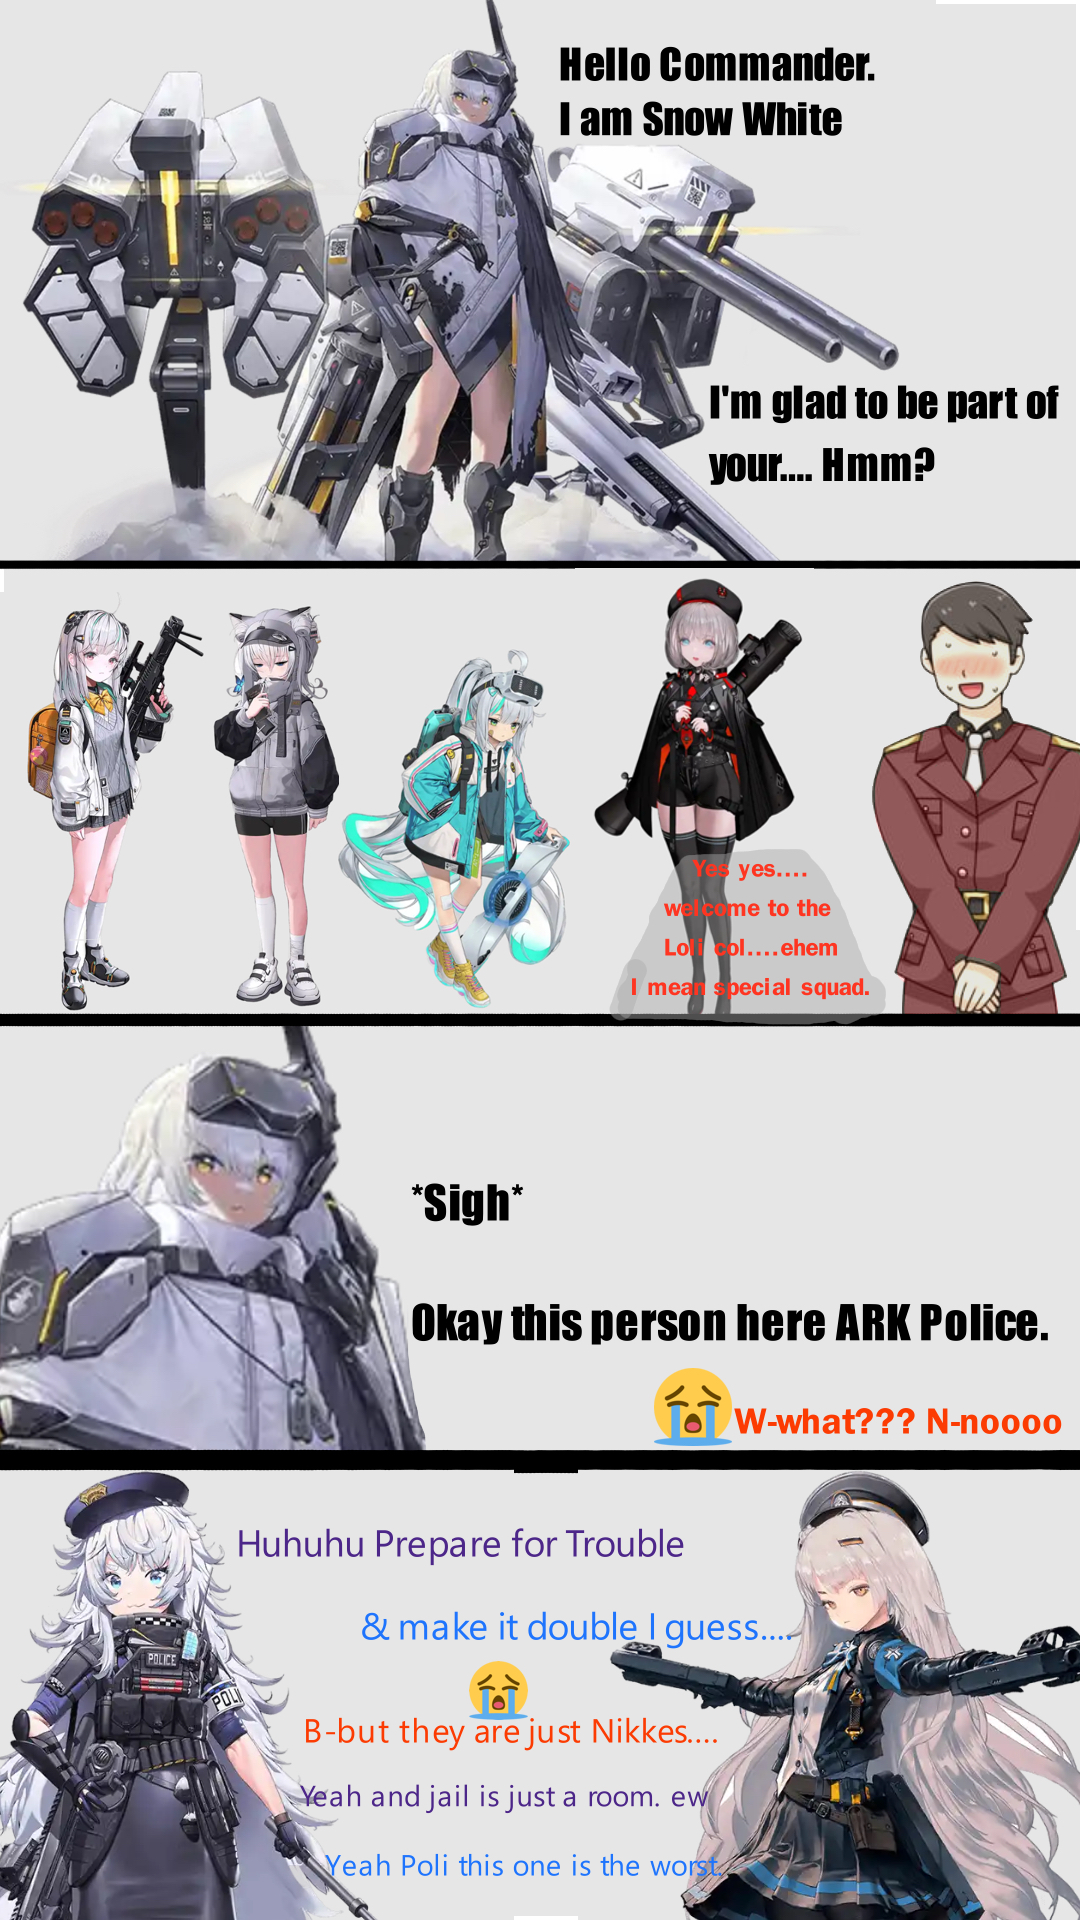 Hello Commander.
I am Snow White
I'm glad to be part of
your.... Hmm?
Yes yes....
welcome to the
Loli col....ehem
I mean special squad.
*Sigh*
Okay this person here ARK Police.
W-what??? N-noooo
Huhuhu Prepare for Trouble
& make it double I guess....
POLICE
POLI
B-but they are just Nikkes....
Yeah and jail is just a room. ew
Yeah Poli this one is the worst.